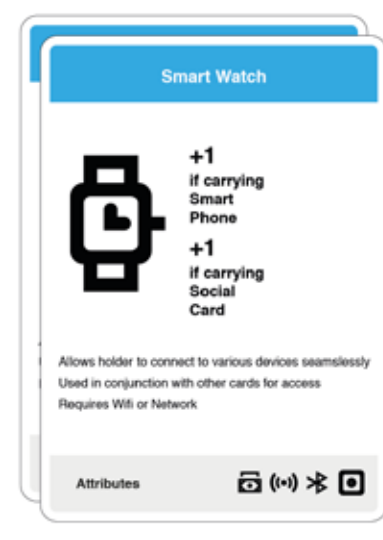 Smart Watch
+1
if carrying
Smart
Phone
+1
if carrying
Social
Card
Allows holder to connect to various devices seamslessly
Used in conjunction with other cards for access
Requires Wifi or Network
Attributes